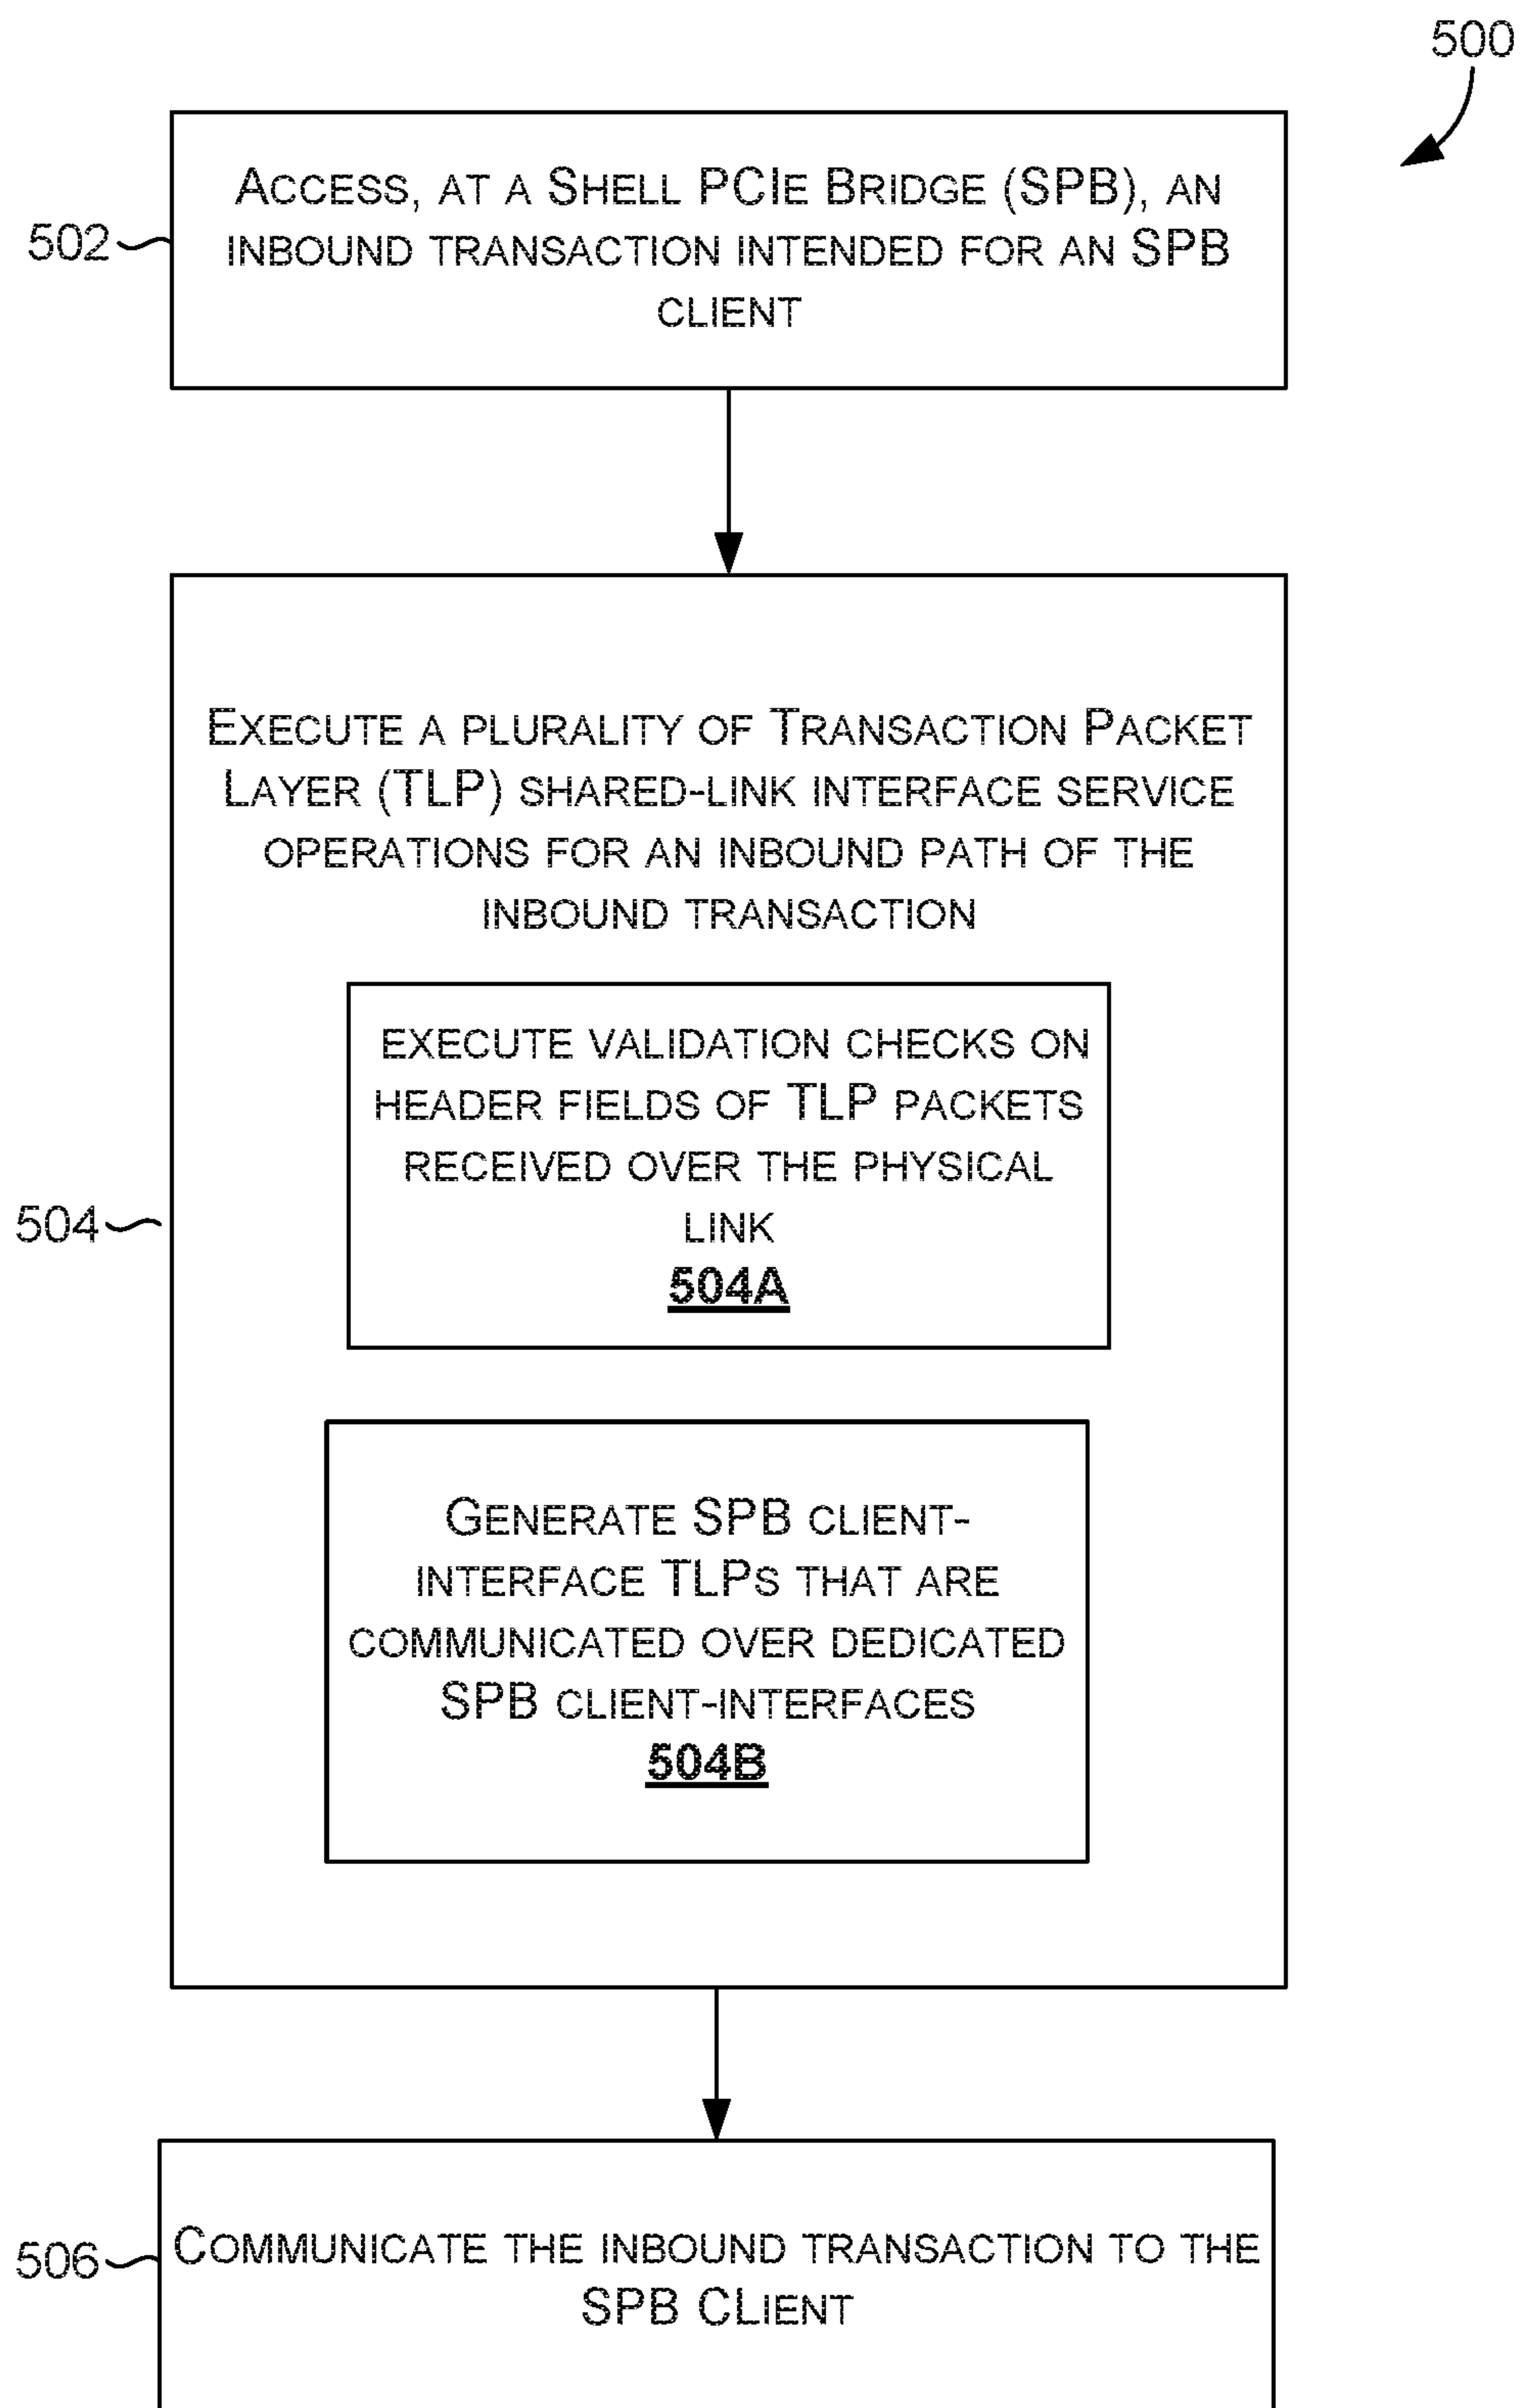 500
502
ACCESS, AT A SHELL PCIE BRIDGE (SPB), AN
INBOUND TRANSACTION INTENDED FOR AN SPB
CLIENT
EXECUTE A PLURALITY OF TRANSACTION PACKET
LAYER (TLP) SHARED-LINK INTERFACE SERVICE
OPERATIONS FOR AN INBOUND PATH OF THE
INBOUND TRANSACTION
504
EXECUTE VALIDATION CHECKS ON
HEADER FIELDS OF TLP PACKETS
RECEIVED OVER THE PHYSICAL
LINK
504A
GENERATE SPB CLIENT-
INTERFACE TLPS THAT ARE
COMMUNICATED OVER DEDICATED
SPB CLIENT-INTERFACES
504B
506
COMMUNICATE THE INBOUND TRANSACTION TO THE
SPB CLIENT